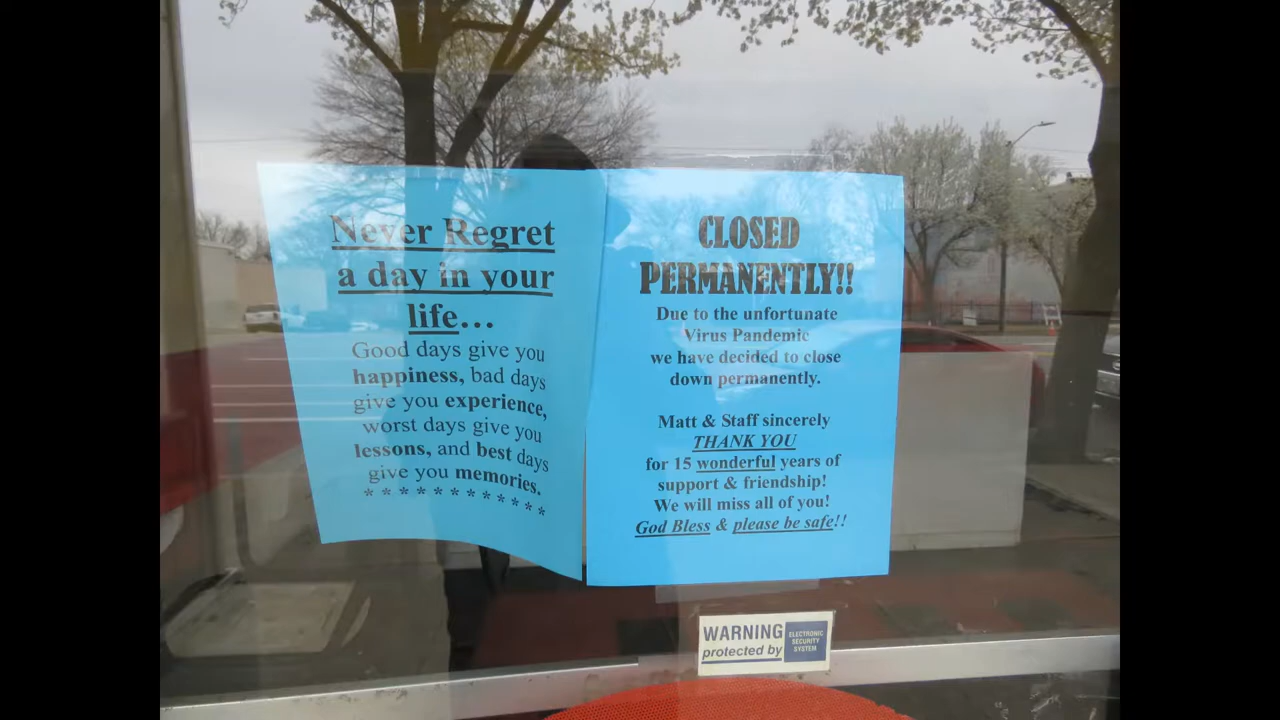 Never Regret
a day in your
life...
Good days give you
happiness, bad days
give you experience,
worst days give you
lessons, and best days
give you memories.
* * * * * * * * * * *
CLOSED
PERMANENTLY!!
Due to the unfortunate
Virus Pandemic
we have decided to close
down permanently.
Matt & Staff sincerely
THANK YOU
for 15 wonderful years of
support & friendship!
We will miss all of you!
God Bless & please be safe!!
WARNING
protected by
ELECTRONIC
SECURITY
SYSTEM